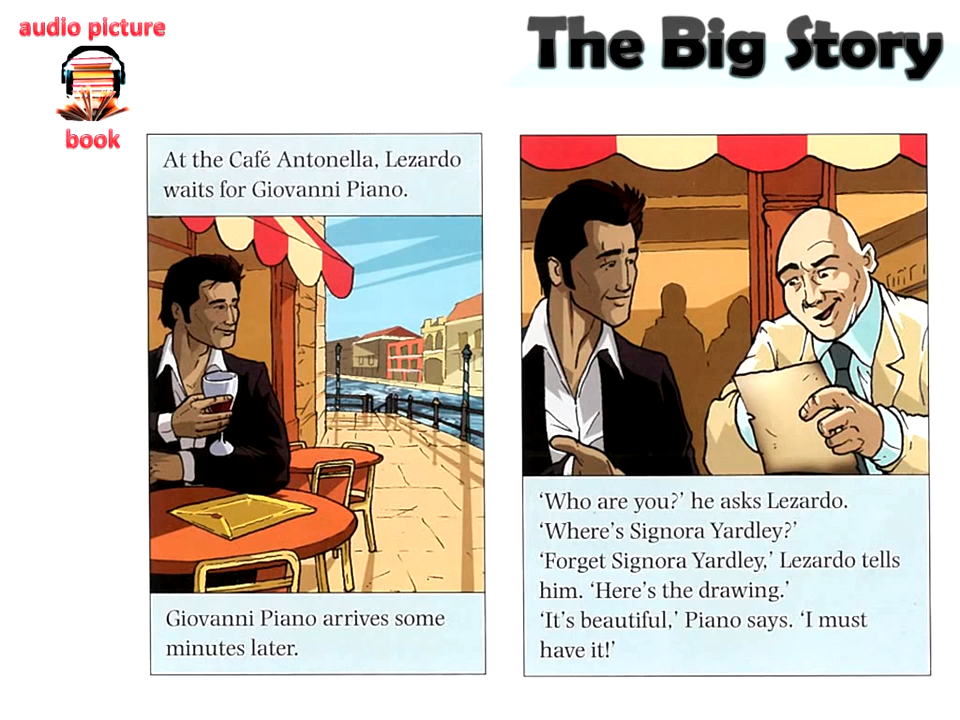 audio picture
book
The Big Story
At the Café Antonella, Lezardo
waits for Giovanni Piano.
Giovanni Piano arrives some
minutes later.
‘Who are you?’ he asks Lezardo.
‘Where’s Signora Yardley?’
‘Forget Signora Yardley,’ Lezardo tells
him. ‘Here’s the drawing.’
‘It’s beautiful,’ Piano says. ‘I must
have it!’